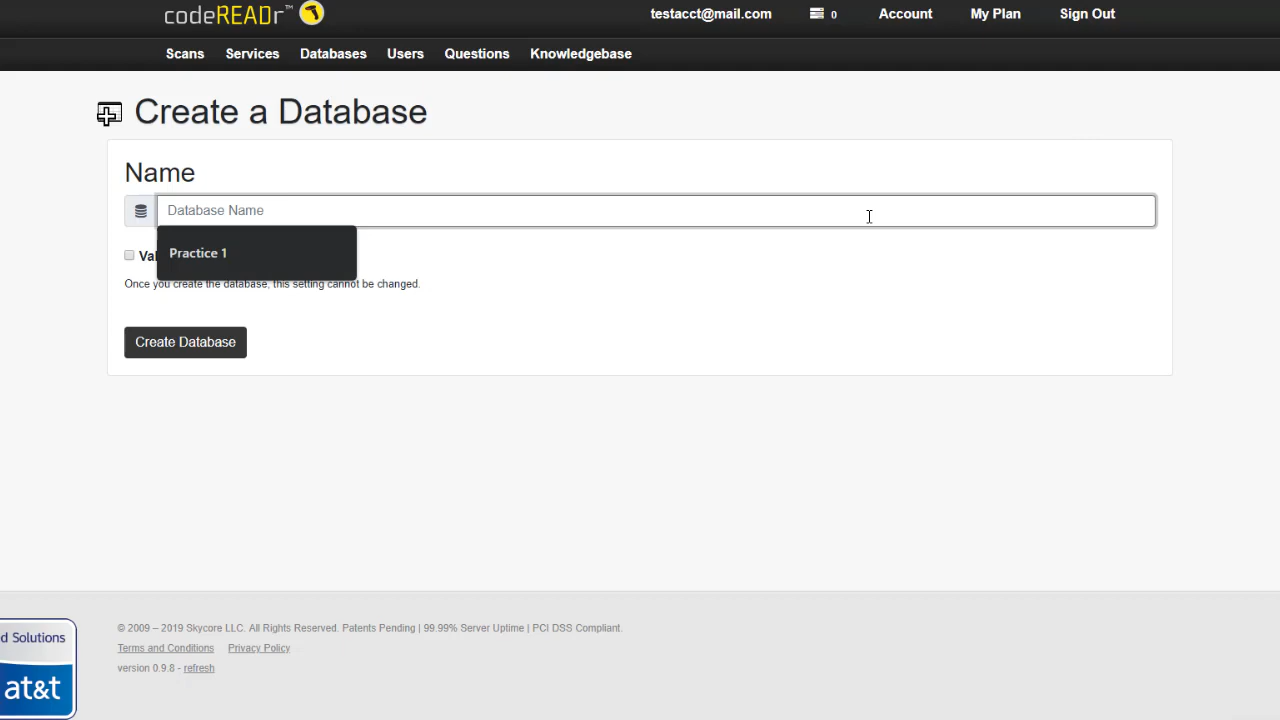 codeREADr™
testacct@mail.com 0 Account My Plan Sign Out
Scans Services Databases Users Questions Knowledgebase
Create a Database
Name
Database Name
Practice 1
Once you create the database, this setting cannot be changed.
Create Database
© 2009 – 2019 Skycore LLC. All Rights Reserved. Patents Pending | 99.99% Server Uptime | PCI DSS Compliant.
Terms and Conditions Privacy Policy
version 0.9.8 - refresh
d Solutions
at&t